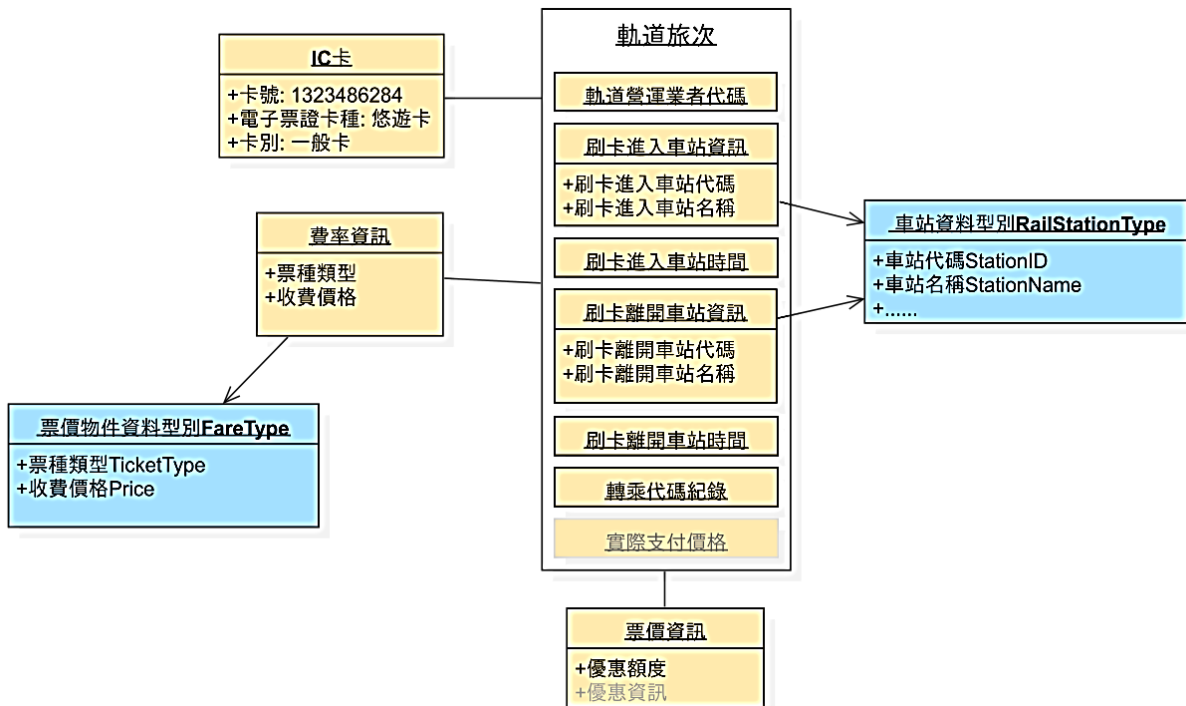 軌道旅次
IC卡
+卡號: 1323486284
+電子票證卡種: 悠遊卡
+卡別: 一般卡
軌道營運業者代碼
刷卡進入車站資訊
+刷卡進入車站代碼
+刷卡進入車站名稱
車站資料型別RailStationType
+車站代碼StationID
+車站名稱StationName
+......
費率資訊
+票種類型
+收費價格
刷卡進入車站時間
刷卡離開車站資訊
+刷卡離開車站代碼
+刷卡離開車站名稱
票價物件資料型別FareType
+票種類型TicketType
+收費價格Price
刷卡離開車站時間
轉乘代碼紀錄
實際支付價格
票價資訊
+優惠額度
+優惠資訊